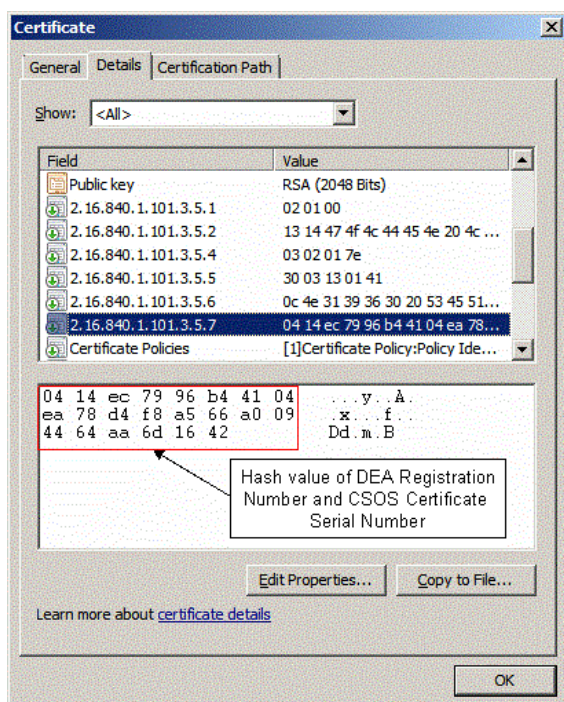 Certificate
General Details Certification Path
Show: <All>
Field Value
Public key RSA (2048 Bits)
2.16.840.1.101.3.5.1 02 01 00
2.16.840.1.101.3.5.2 13 14 47 4f 4c 44 45 4e 20 4c ...
2.16.840.1.101.3.5.4 03 02 01 7e
2.16.840.1.101.3.5.5 30 03 13 01 41
2.16.840.1.101.3.5.6 0c 4e 31 39 36 30 20 53 45 51...
2.16.840.1.101.3.5.7 04 14 ec 79 96 b4 41 04 ea 78...
Certificate Policies [1]Certificate Policy:Policy Ide...
04 14 ec 79 96 b4 41 04 ...y..A.
ea 78 d4 f8 a5 66 a0 09 .x...f..
44 64 aa 6d 16 42 Dd.m.B
Hash value of DEA Registration
Number and CSOS Certificate
Serial Number
Edit Properties... Copy to File...
Learn more about certificate details
OK